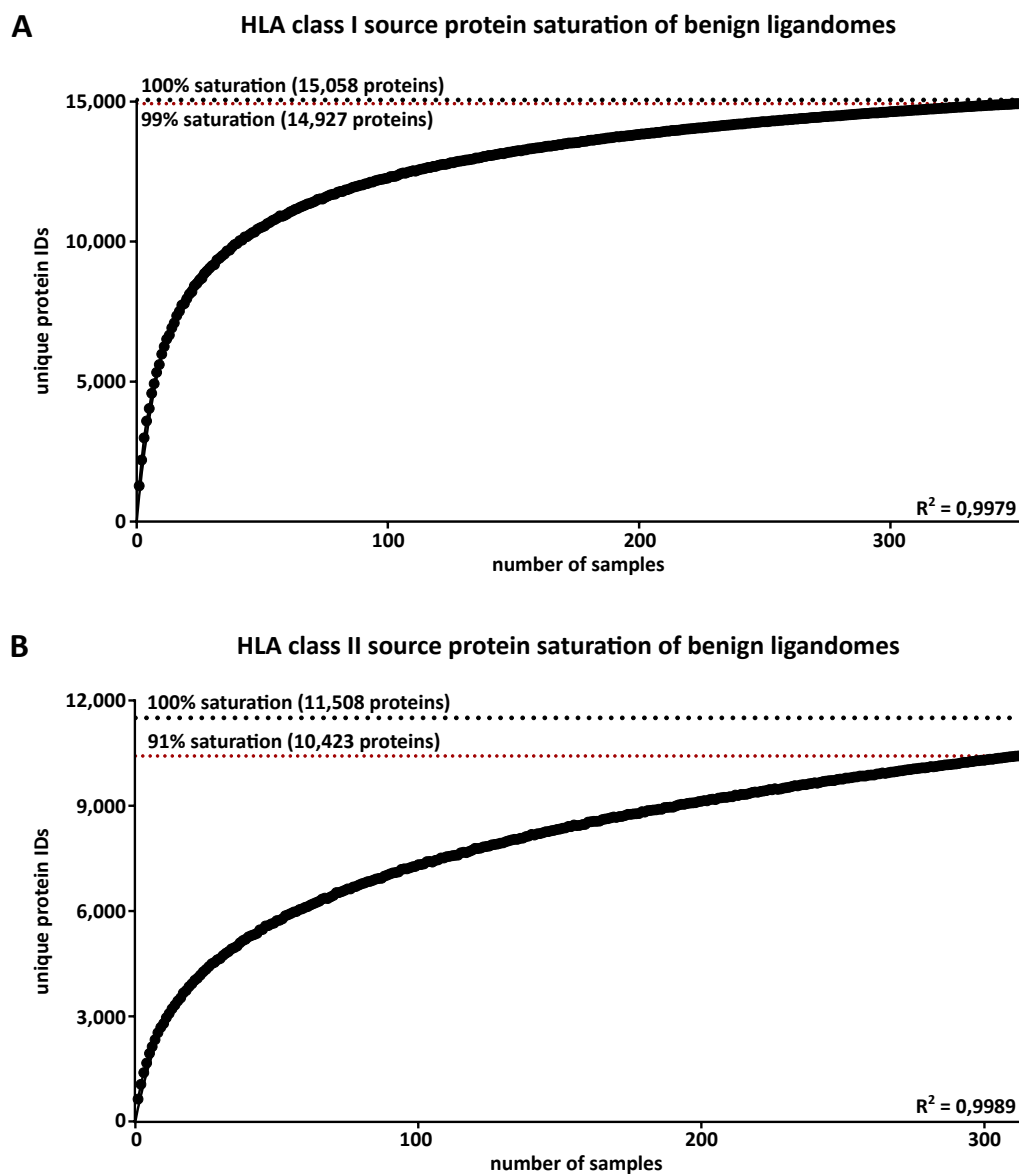 A
HLA class I source protein saturation of benign ligandomes
100% saturation (15,058 proteins)
15,000
99% saturation (14,927 proteins)
10,000
unique protein IDs
5,000
0
R² = 0,9979
0 100 200 300
number of samples
B
HLA class II source protein saturation of benign ligandomes
12,000
100% saturation (11,508 proteins)
91% saturation (10,423 proteins)
9,000
unique protein IDs
6,000
3,000
0
R² = 0,9989
0 100 200 300
number of samples